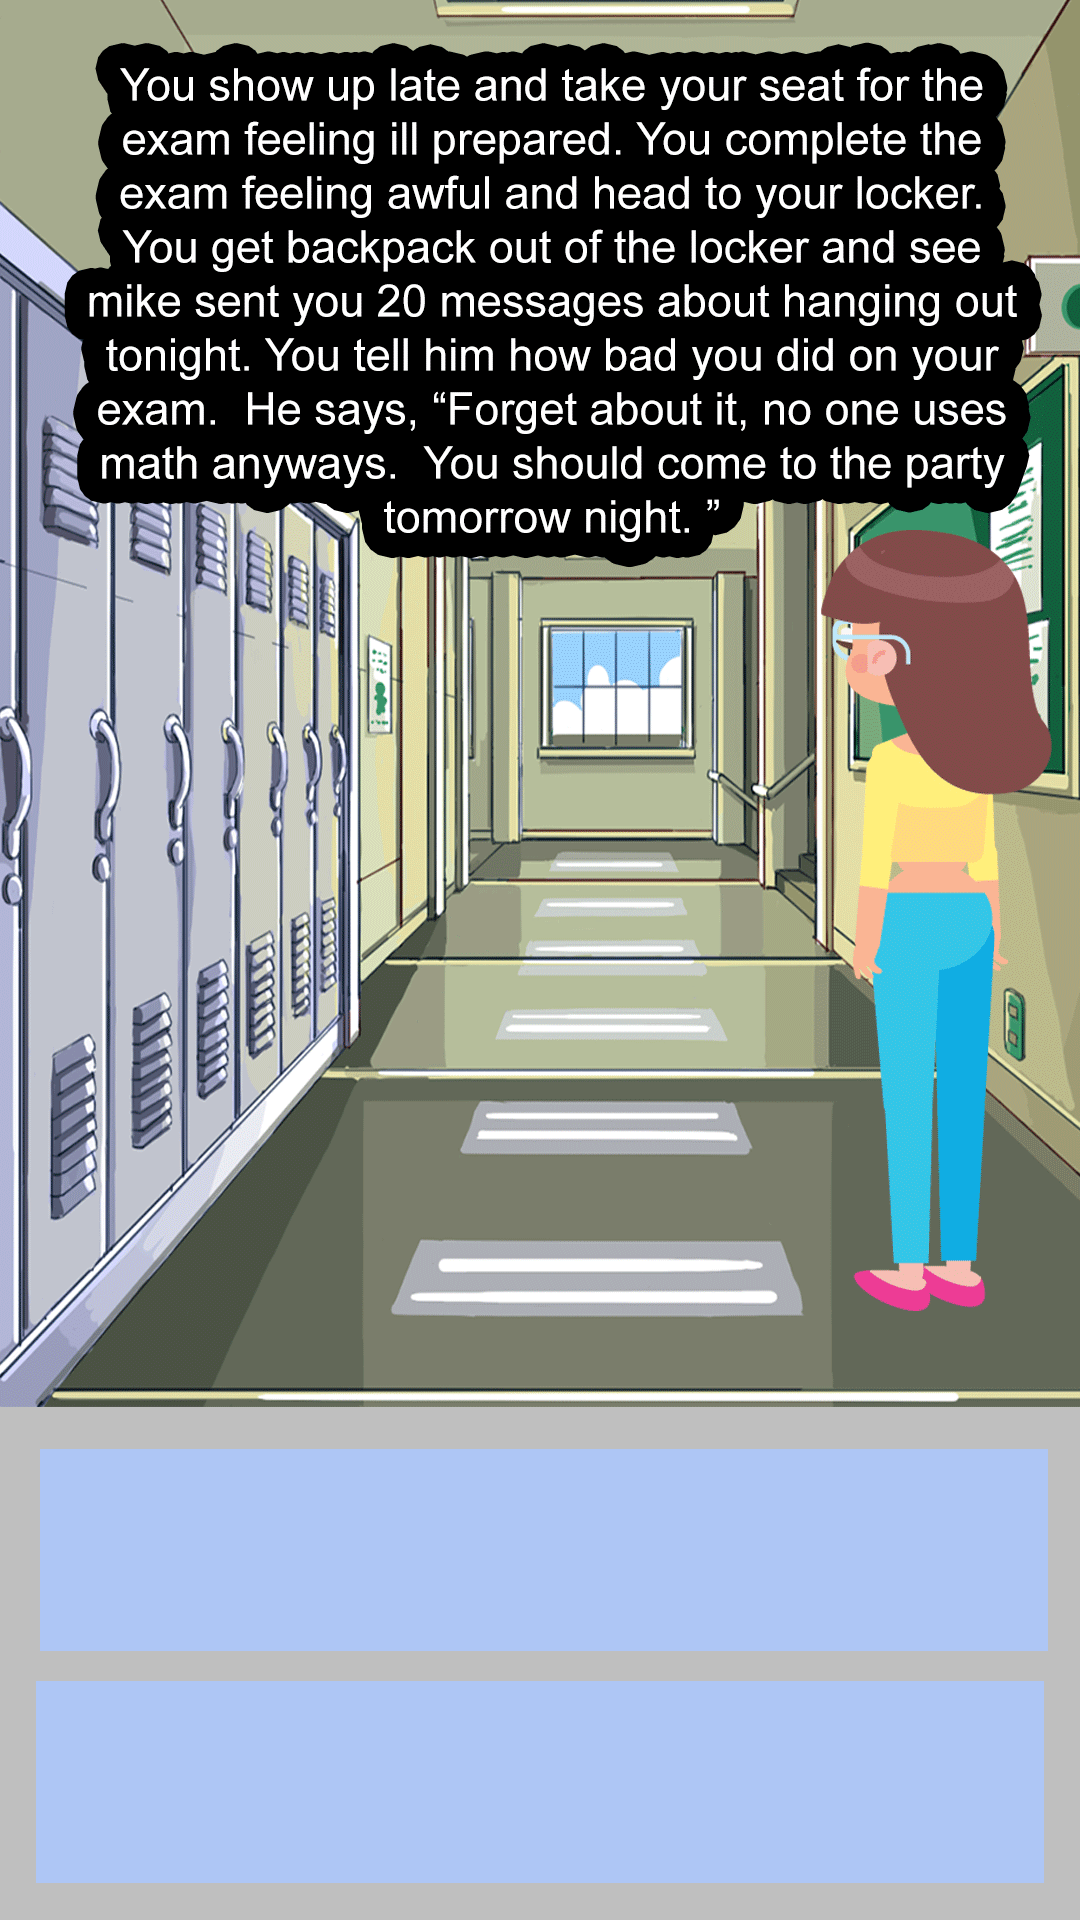 You show up late and take your seat for the
exam feeling ill prepared. You complete the
exam feeling awful and head to your locker.
You get backpack out of the locker and see
mike sent you 20 messages about hanging out
tonight. You tell him how bad you did on your
exam.  He says, “Forget about it, no one uses
math anyways.  You should come to the party
tomorrow night. ”